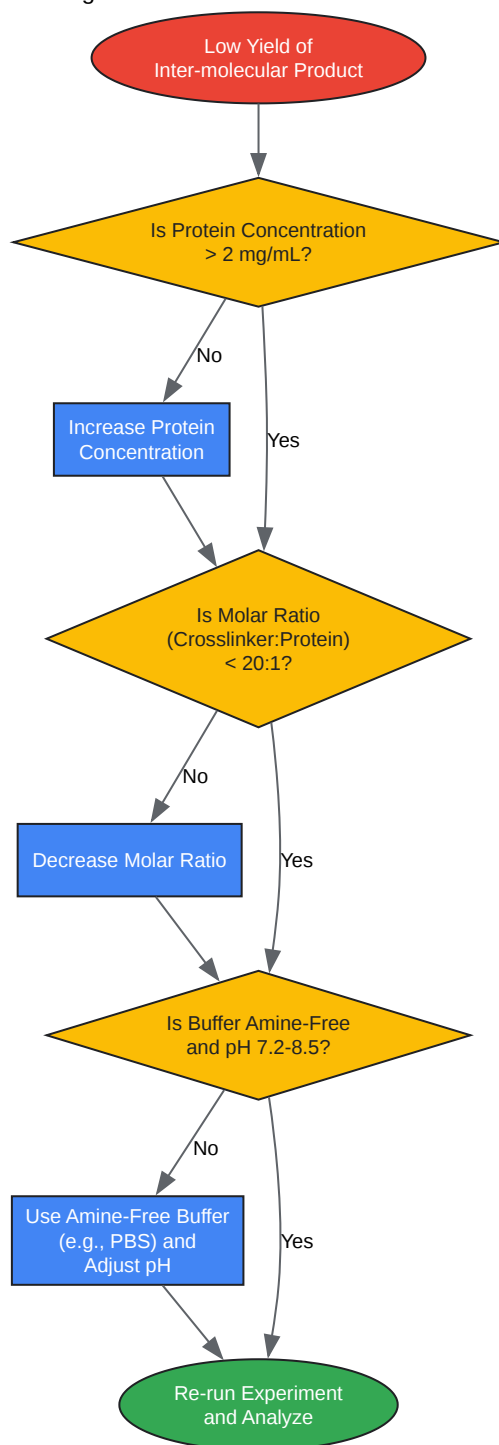 Low Yield of
Inter-molecular Product
Is Protein Concentration
> 2 mg/mL?
No
Increase Protein
Concentration
Yes
Is Molar Ratio
(Crosslinker:Protein)
< 20:1?
No
Decrease Molar Ratio
Yes
Is Buffer Amine-Free
and pH 7.2-8.5?
No
Use Amine-Free Buffer
(e.g., PBS) and
Adjust pH
Yes
Re-run Experiment
and Analyze